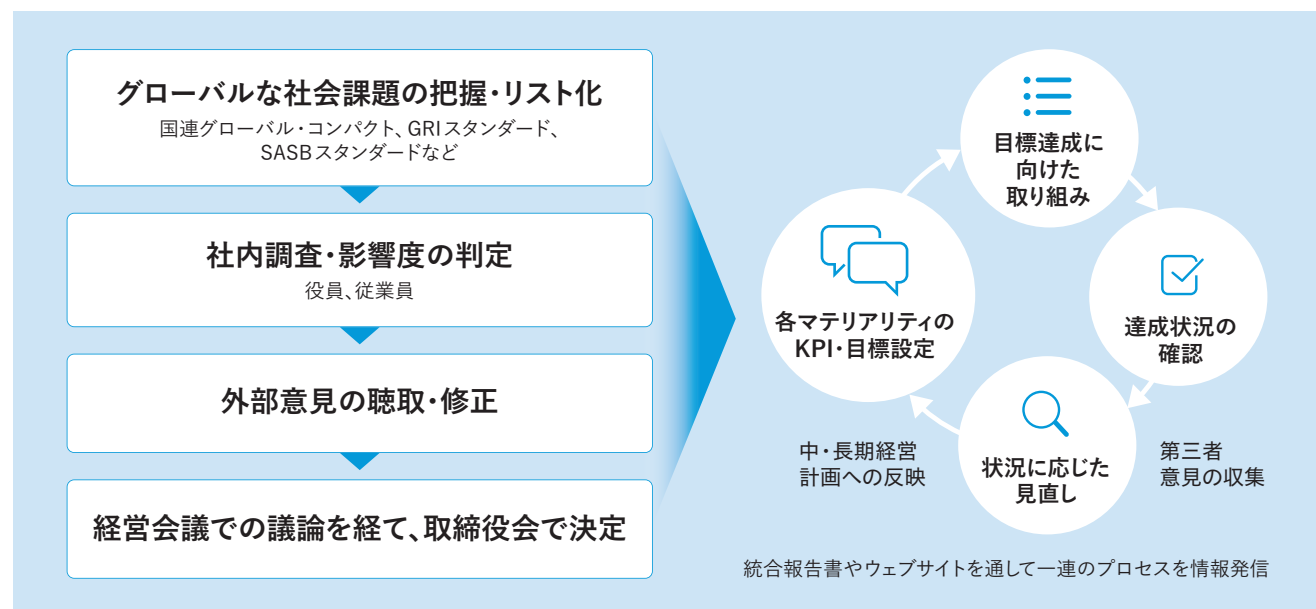 グローバルな社会課題の把握・リスト化
国連グローバル・コンパクト、GRIスタンダード、
SASBスタンダードなど
社内調査・影響度の判定
役員、従業員
外部意見の聴取・修正
経営会議での議論を経て、取締役会で決定
目標達成に
向けた
取り組み
各マテリアリティの
KPI・目標設定
達成状況の
確認
状況に応じた
見直し
中・長期経営
計画への反映
第三者
意見の収集
統合報告書やウェブサイトを通して一連のプロセスを情報発信